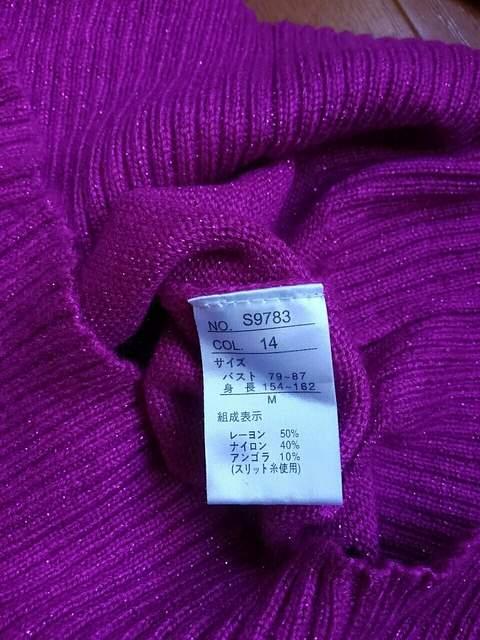 NO. S9783
COL. 14
サイズ
バスト 79~87
身長 154~162
M
組成表示
レーヨン 50%
ナイロン 40%
アンゴラ 10%
(スリット糸使用)